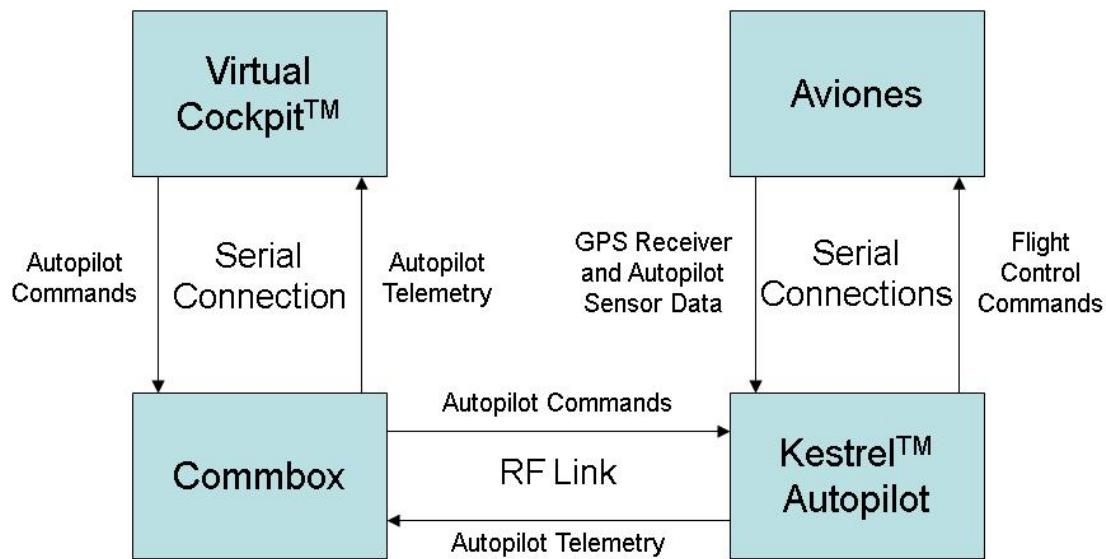 Virtual
Cockpit™
Aviones
Autopilot
Commands
Serial
Connection
Autopilot
Telemetry
GPS Receiver
and Autopilot
Sensor Data
Serial
Connections
Flight
Control
Commands
Commbox
Autopilot Commands
RF Link
Autopilot Telemetry
Kestrel™
Autopilot